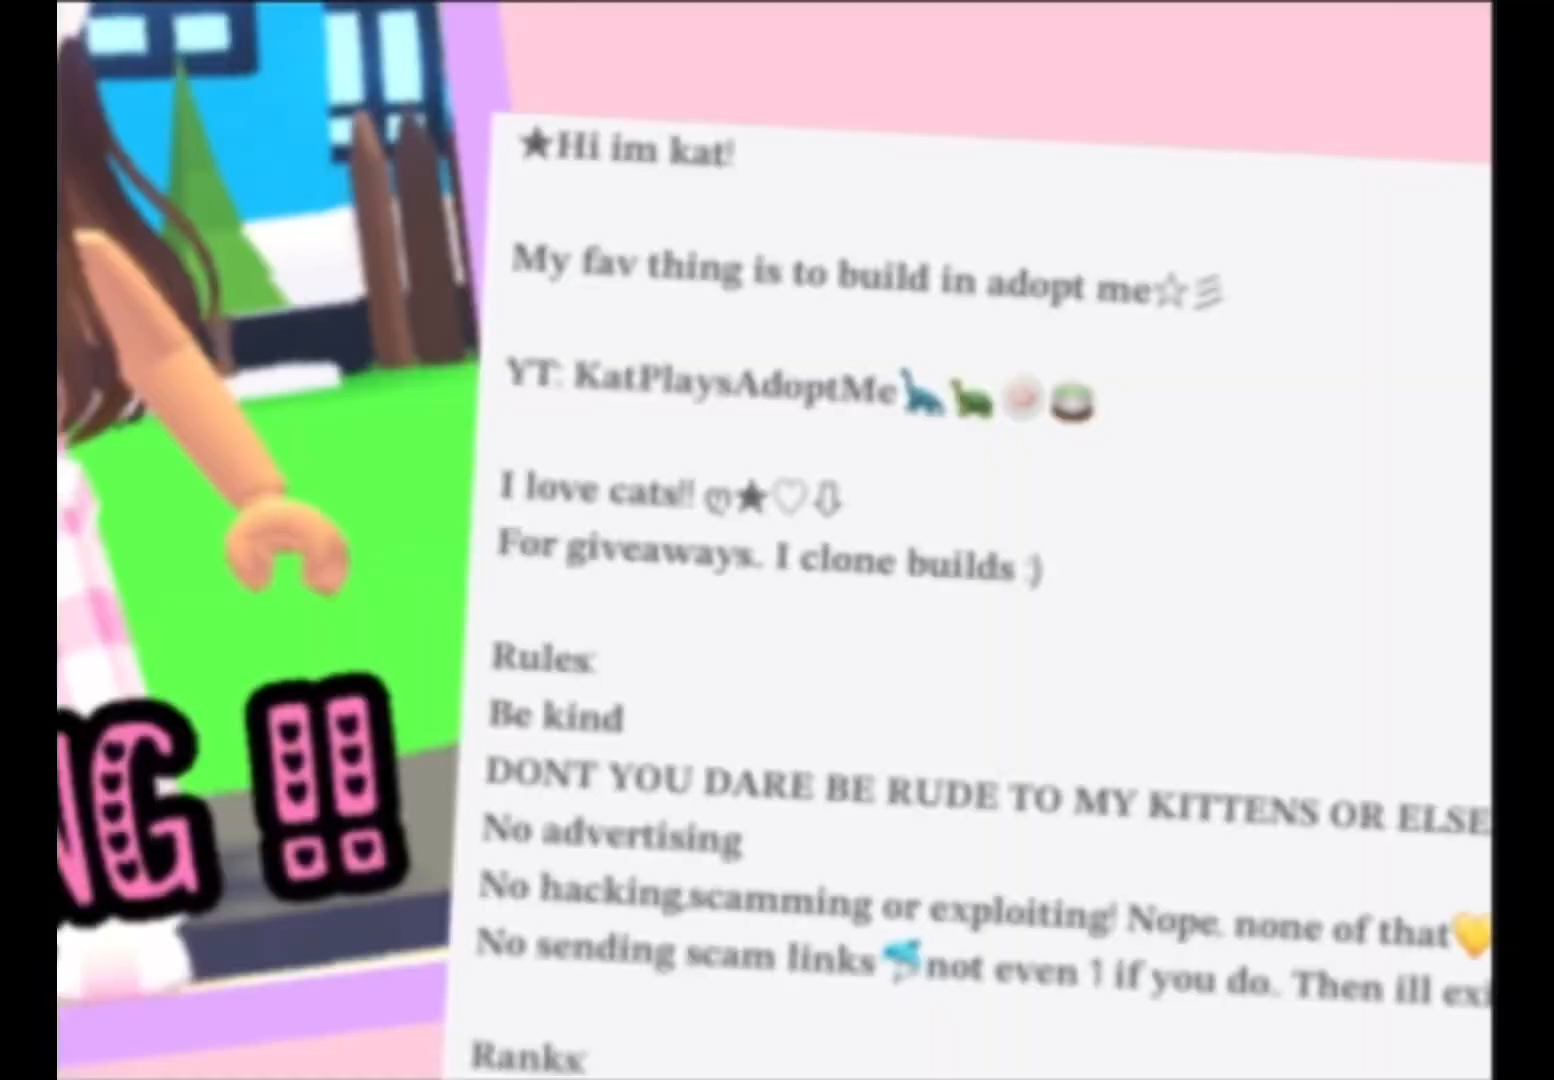 ★Hi im kat!
My fav thing is to build in adopt me☆彡
YT: KatPlaysAdoptMe🦕🐢🍥🍈
I love cats!! ღ★♡⇩
For giveaways. I clone builds :)
Rules:
Be kind
DONT YOU DARE BE RUDE TO MY KITTENS OR ELSE
No advertising
No hacking,scamming or exploiting! Nope, none of that💛
No sending scam links🐬not even 1 if you do. Then ill
Ranks:
NG !!